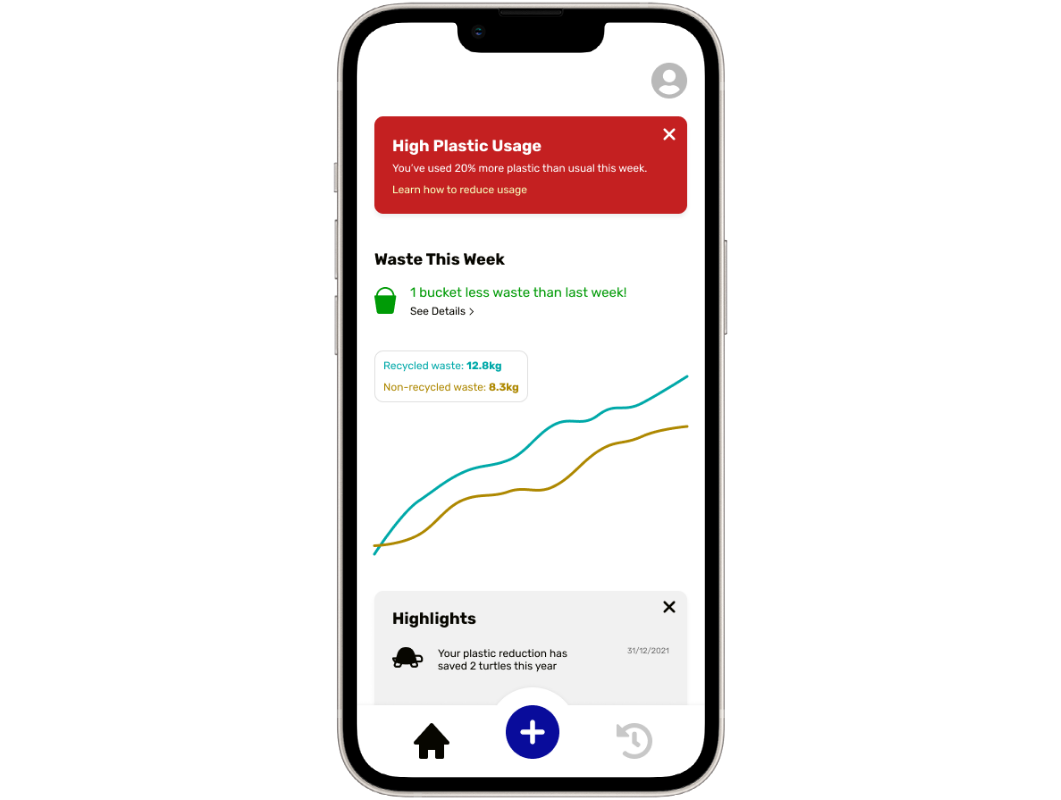 High Plastic Usage
You've used 20% more plastic than usual this week.
Learn how to reduce usage
Waste This Week
1 bucket less waste than last week!
See Details >
Recycled waste: 12.8kg
Non-recycled waste: 8.3kg
Highlights
Your plastic reduction has
saved 2 turtles this year
31/12/2021